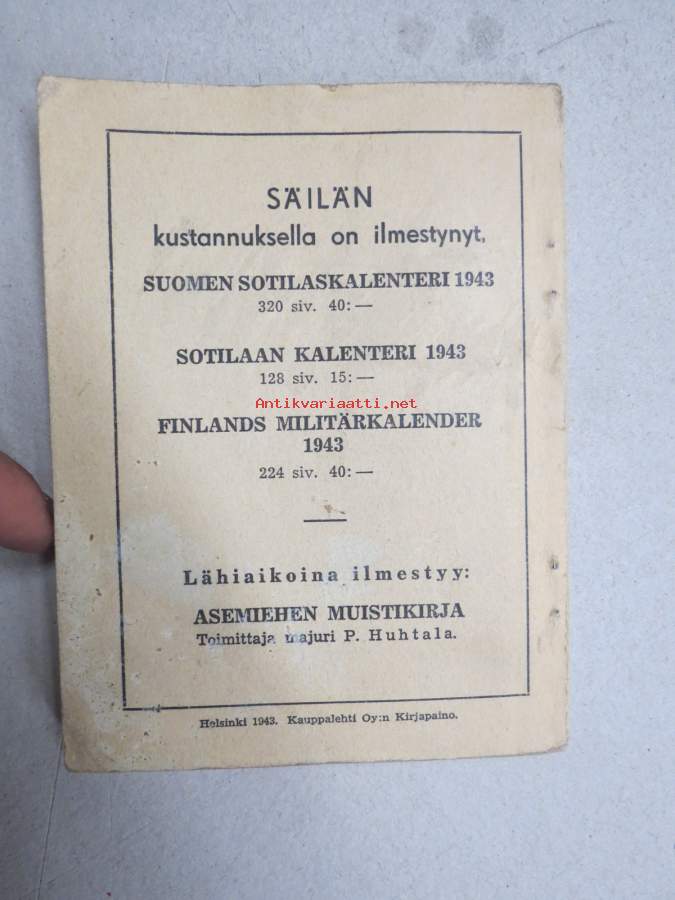 SÄILÄN
kustannuksella on ilmestynyt.
SUOMEN SOTILASKALENTERI 1943
320 siv. 40:—
SOTILAAN KALENTERI 1943
128 siv. 15:—
Antikvariaatti.net
FINLANDS MILITÄRKALENDER
1943
224 siv. 40:—
Lähiaikoina ilmestyy:
ASEMIEHEN MUISTIKIRJA
Toimittaja majuri P. Huhtala.
Helsinki 1943. Kauppalehti Oy:n Kirjapaino.